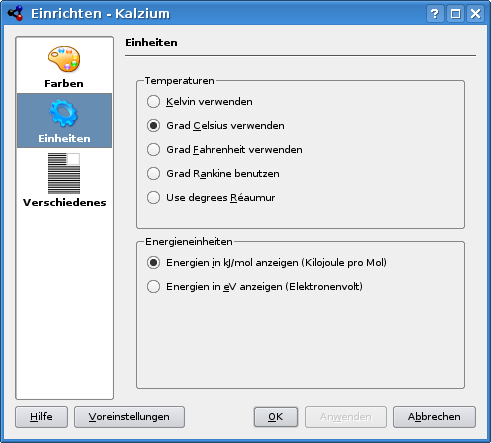 Einrichten - Kalzium
Farben
Einheiten
Verschiedenes
Einheiten
Temperaturen
Kelvin verwenden
Grad Celsius verwenden
Grad Fahrenheit verwenden
Grad Rankine benutzen
Use degrees Réaumur
Energieneinheiten
Energien in kJ/mol anzeigen (Kilojoule pro Mol)
Energien in eV anzeigen (Elektronenvolt)
Hilfe
Voreinstellungen
OK
Anwenden
Abbrechen